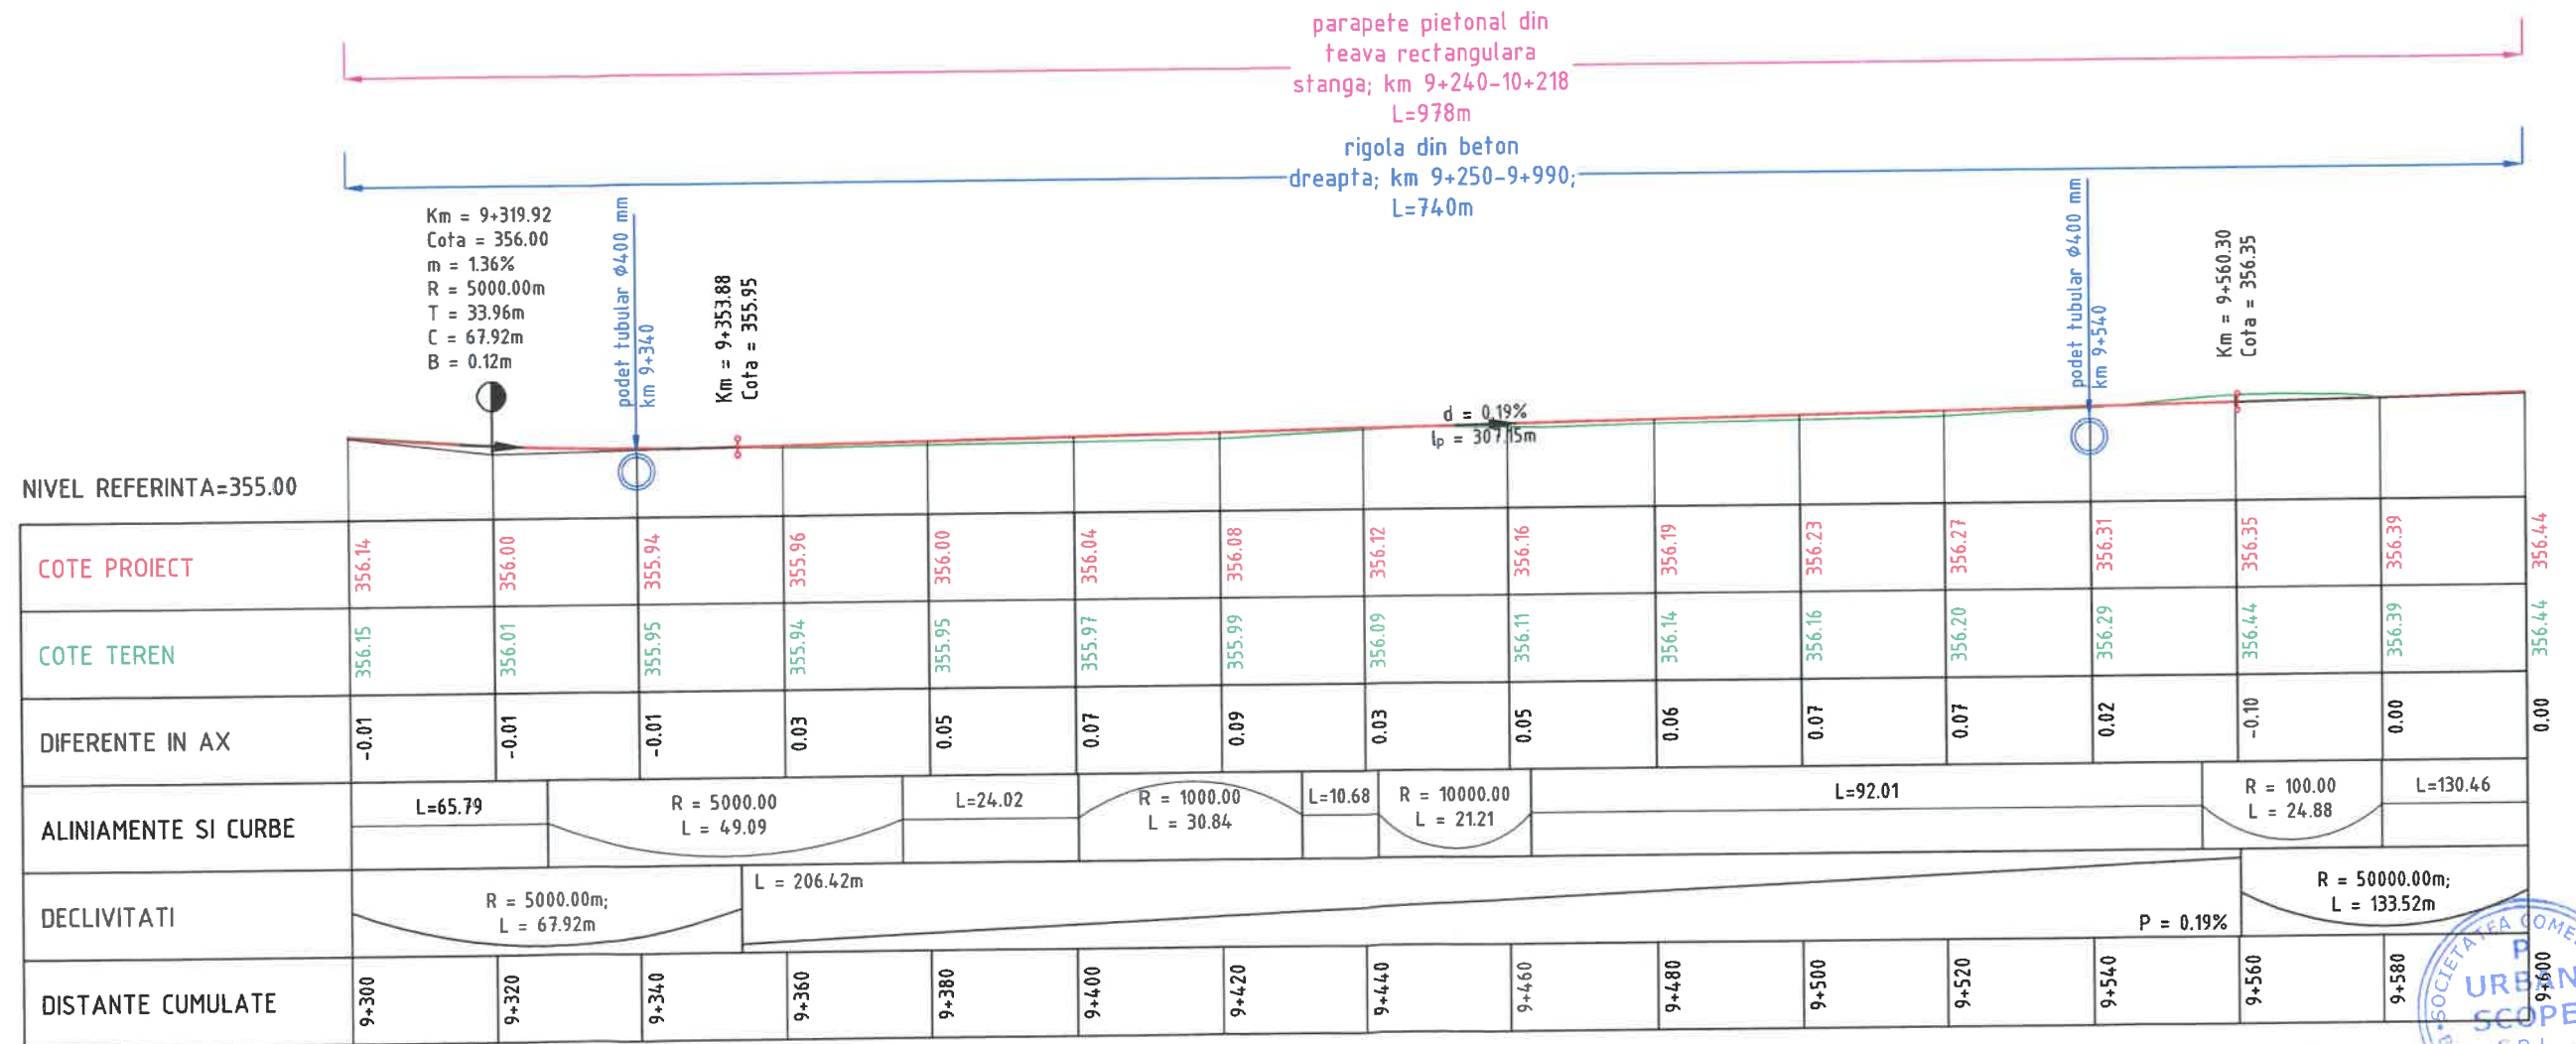 parapete pietonal din
teava rectangulara
stanga; km 9+240-10+218
L=978m
rigola din beton
dreapta; km 9+250-9+990;
L=740m
Km = 9+319.92
Cota = 356.00
m = 1.36%
R = 5000.00m
T = 33.96m
C = 67.92m
B = 0.12m
podet tubular ϕ400 mm
km 9+340
Km = 9+353.88
Cota = 355.95
d = 0.19%
lp = 307.15m
podet tubular ϕ400 mm
km 9+540
Km = 9+560.30
Cota = 356.35
NIVEL REFERINTA=355.00
COTE PROIECT 356.14 356.00 355.94 355.96 356.00 356.04 356.08 356.12 356.16 356.19 356.23 356.27 356.31 356.35 356.39 356.44
COTE TEREN 356.15 356.01 355.95 355.94 355.95 355.97 355.99 356.09 356.11 356.14 356.16 356.20 356.29 356.44 356.39 356.44
DIFERENTE IN AX -0.01 -0.01 -0.01 0.03 0.05 0.07 0.09 0.03 0.05 0.06 0.07 0.07 0.02 -0.10 0.00 0.00
ALINIAMENTE SI CURBE
L=65.79
R = 5000.00
L = 49.09
L=24.02
R = 1000.00
L = 30.84
L=10.68
R = 10000.00
L = 21.21
L=92.01
R = 100.00
L = 24.88
L=130.46
DECLIVITATI
R = 5000.00m;
L = 67.92m
L = 206.42m
P = 0.19%
R = 50000.00m;
L = 133.52m
DISTANTE CUMULATE 9+300 9+320 9+340 9+360 9+380 9+400 9+420 9+440 9+460 9+480 9+500 9+520 9+540 9+560 9+580 9+600
SOCIETATEA
P
URBAN
SCOPE